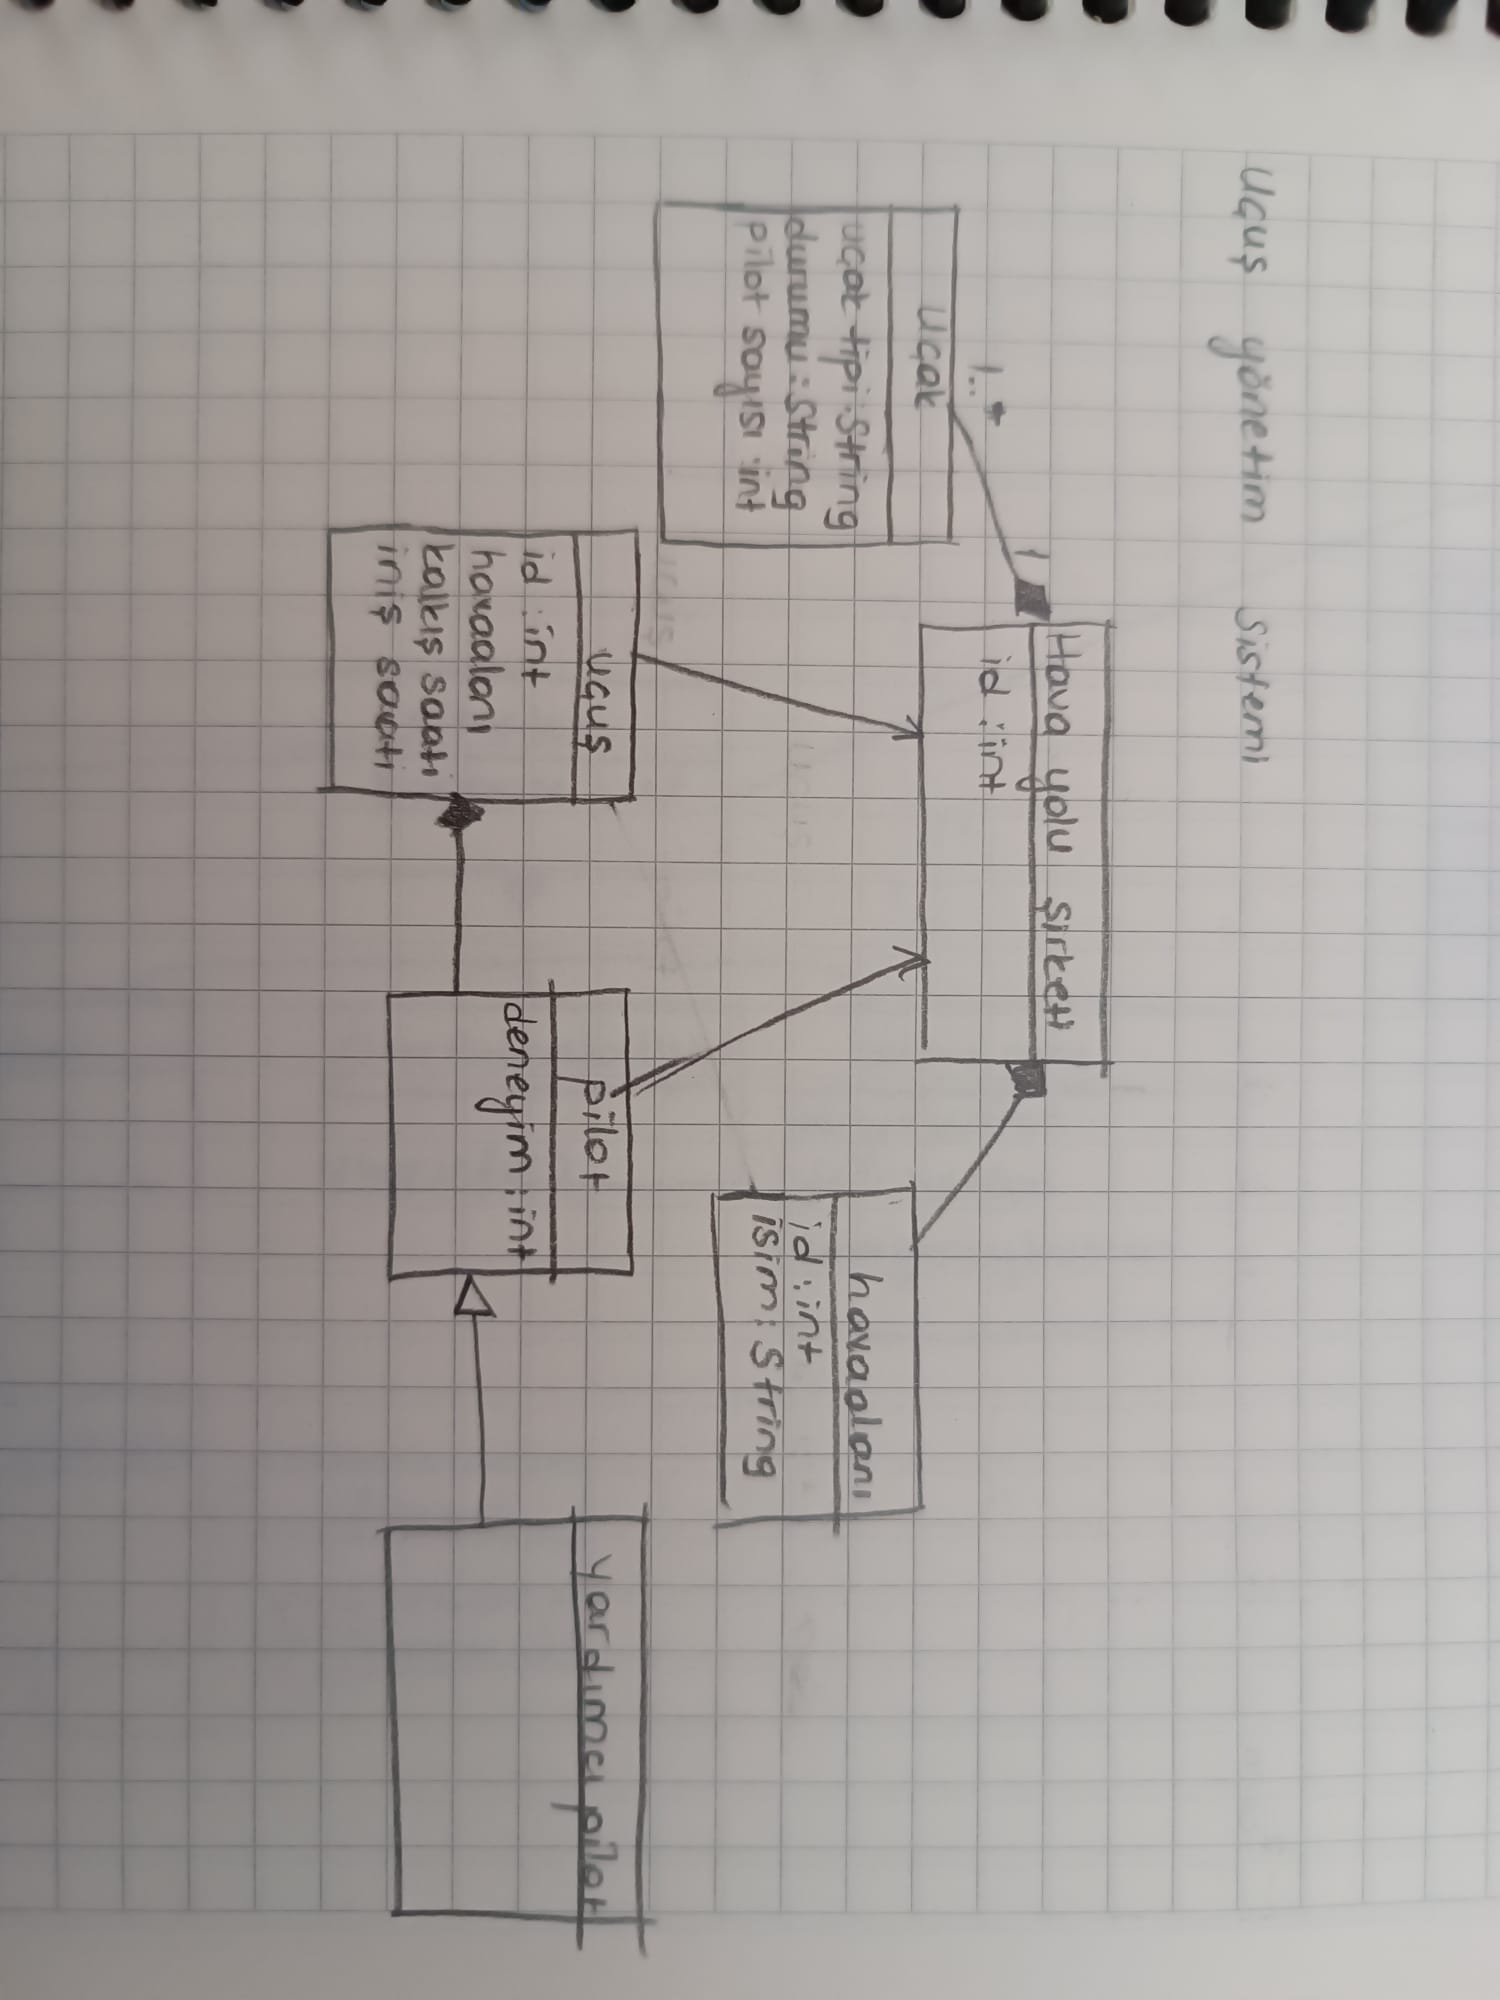 Uçuş yönetim Sistemi
Hava yolu şirketi
id : int
1
1..*
Uçak
uçak tipi : String
durumu : String
pilot sayısı : int
havaalanı
id : int
isim : String
uçuş
id : int
havaalanı
kalkış saati
iniş saati
pilot
deneyim : int
yardımcı pilot